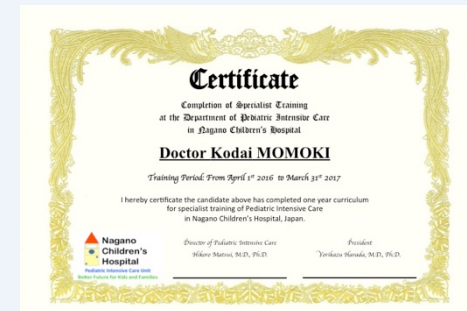 Certificate
Completion of Specialist Training
at the Department of Pediatric Intensive Care
in Nagano Children's Hospital
Doctor Kodai MOMOKI
Training Period: From April 1st 2016 to March 31st 2017
I hereby certificate the candidate above has completed one year curriculum
for specialist training of Pediatric Intensive Care
in Nagano Children's Hospital, Japan.
Nagano
Children's
Hospital
Pediatric Intensive Care Unit
Better Future for Kids and Families
Director of Pediatric Intensive Care
Hikoro Matsui, M.D, Ph.D.
President
Yorikazu Harada, M.D, Ph.D.